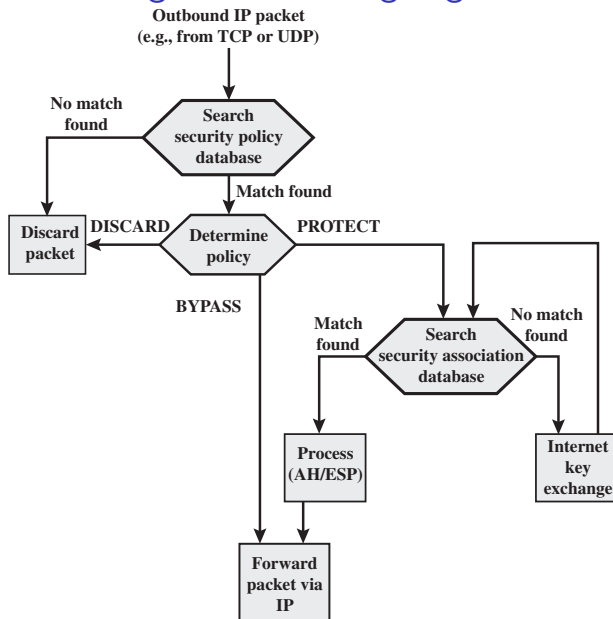 Outbound IP packet
(e.g., from TCP or UDP)
No match
found
Search
security policy
database
Match found
Discard
packet
DISCARD
Determine
policy
PROTECT
BYPASS
Match
found
Search
security association
database
No match
found
Process
(AH/ESP)
Internet
key
exchange
Forward
packet via
IP